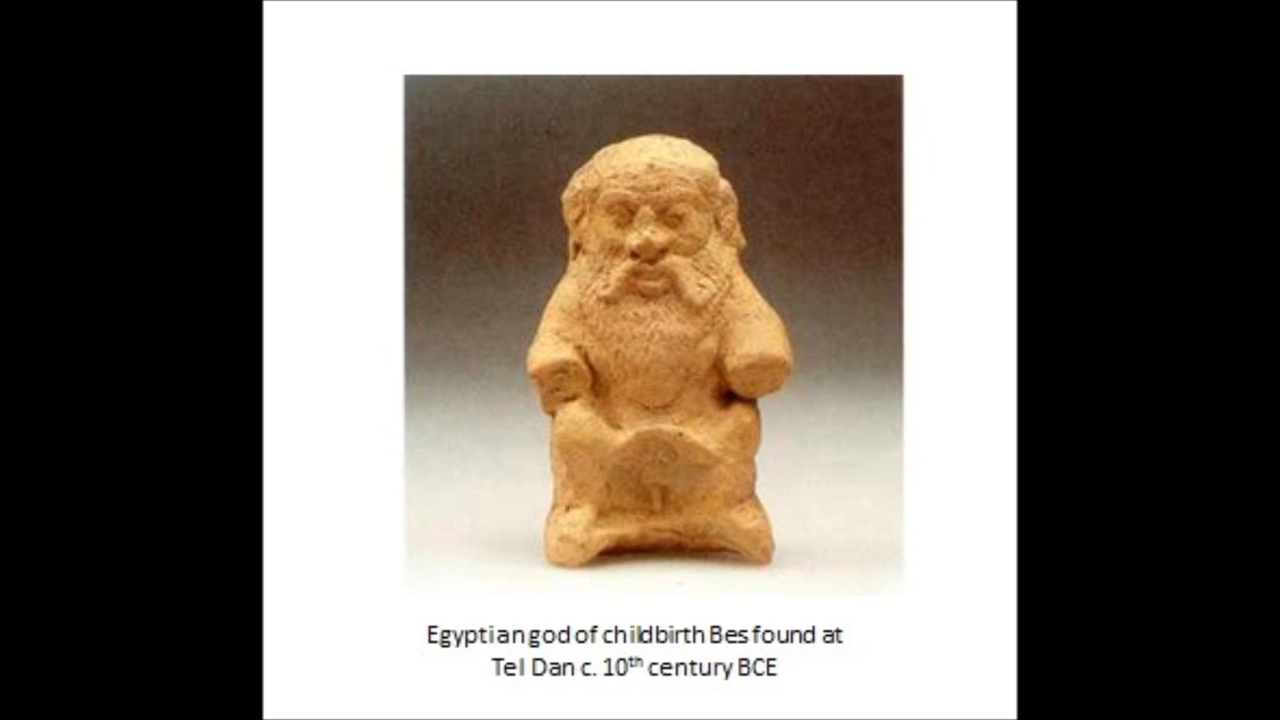 Egyptian god of childbirth Bes found at
Tel Dan c. 10th century BCE